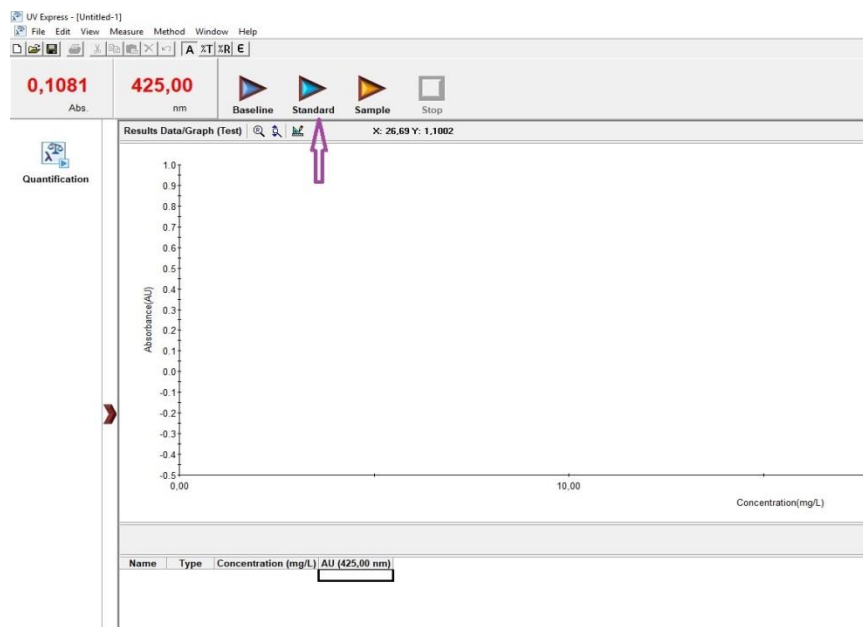 UV Express - [Untitled-1]
File Edit View Measure Method Window Help
A %T %R E
0,1081
Abs.
425,00
nm
Baseline Standard Sample Stop
Results Data/Graph (Test) X: 26,69 Y: 1,1002
Quantification
1.0
0.9
0.8
0.7
0.6
0.5
0.4
0.3
0.2
0.1
0.0
-0.1
-0.2
-0.3
-0.4
-0.5
Absorbance(AU)
0,00 10,00
Concentration(mg/L)
Name Type Concentration (mg/L) AU (425,00 nm)